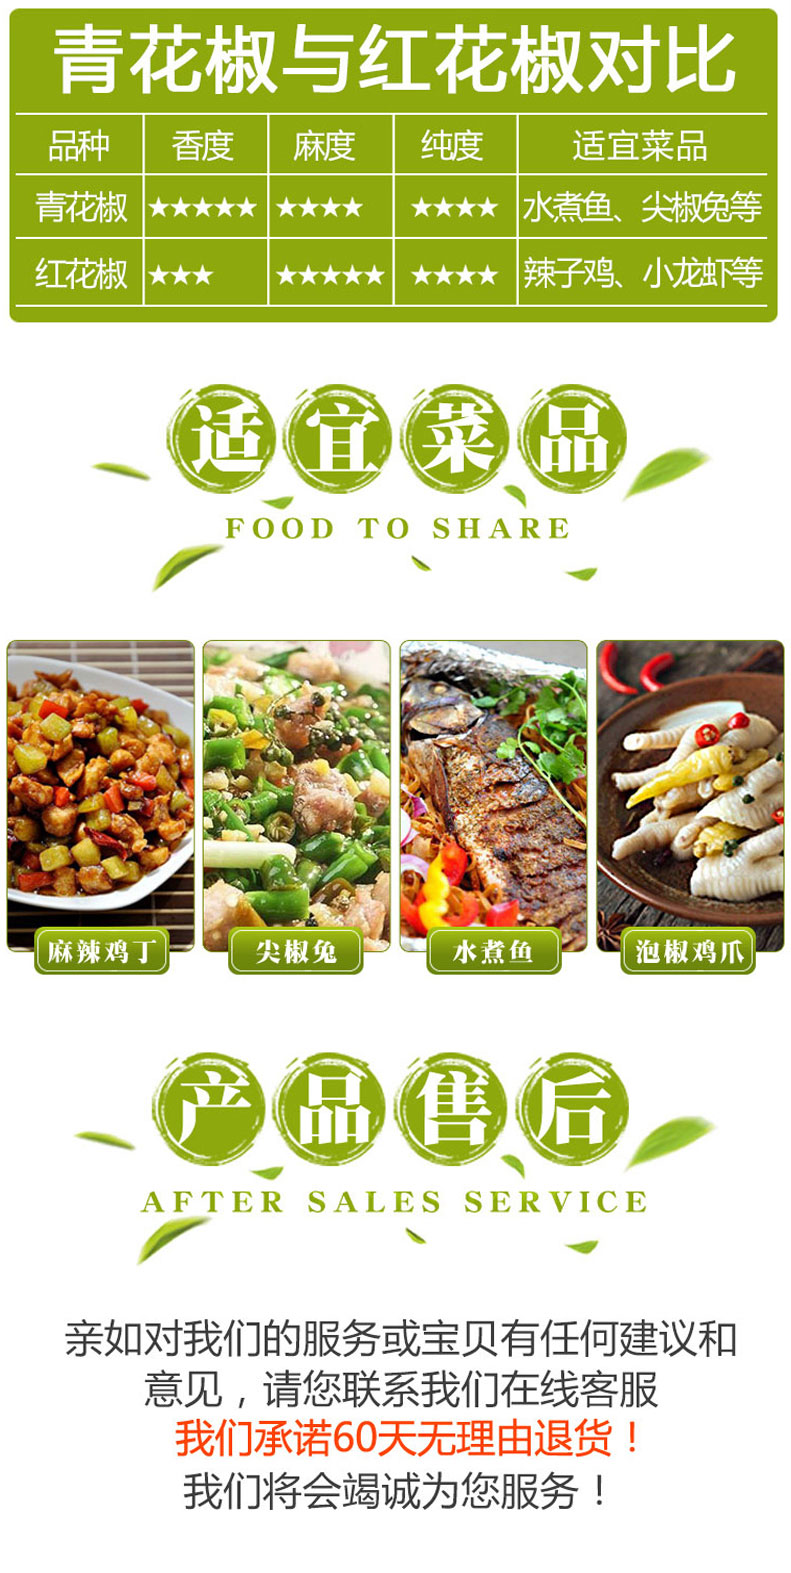 青花椒与红花椒对比
品种 香度 麻度 纯度 适宜菜品
青花椒 ★★★★★ ★★★★ ★★★★ 水煮鱼、尖椒兔等
红花椒 ★★★ ★★★★★ ★★★★ 辣子鸡、小龙虾等
适宜菜品
FOOD TO SHARE
麻辣鸡丁 尖椒兔 水煮鱼 泡椒鸡爪
产品售后
AFTER SALES SERVICE
亲如对我们的服务或宝贝有任何建议和
意见，请您联系我们在线客服
我们承诺60天无理由退货！
我们将会竭诚为您服务！